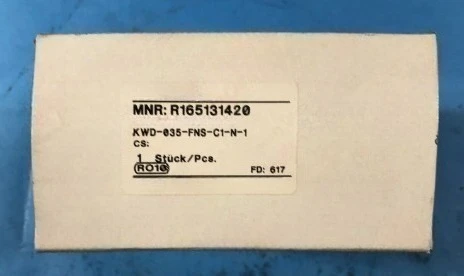 MNR: R165131420
KWD-035-FNS-C1-N-1
CS:
1 Stück/Pcs.
RO10 FD: 617